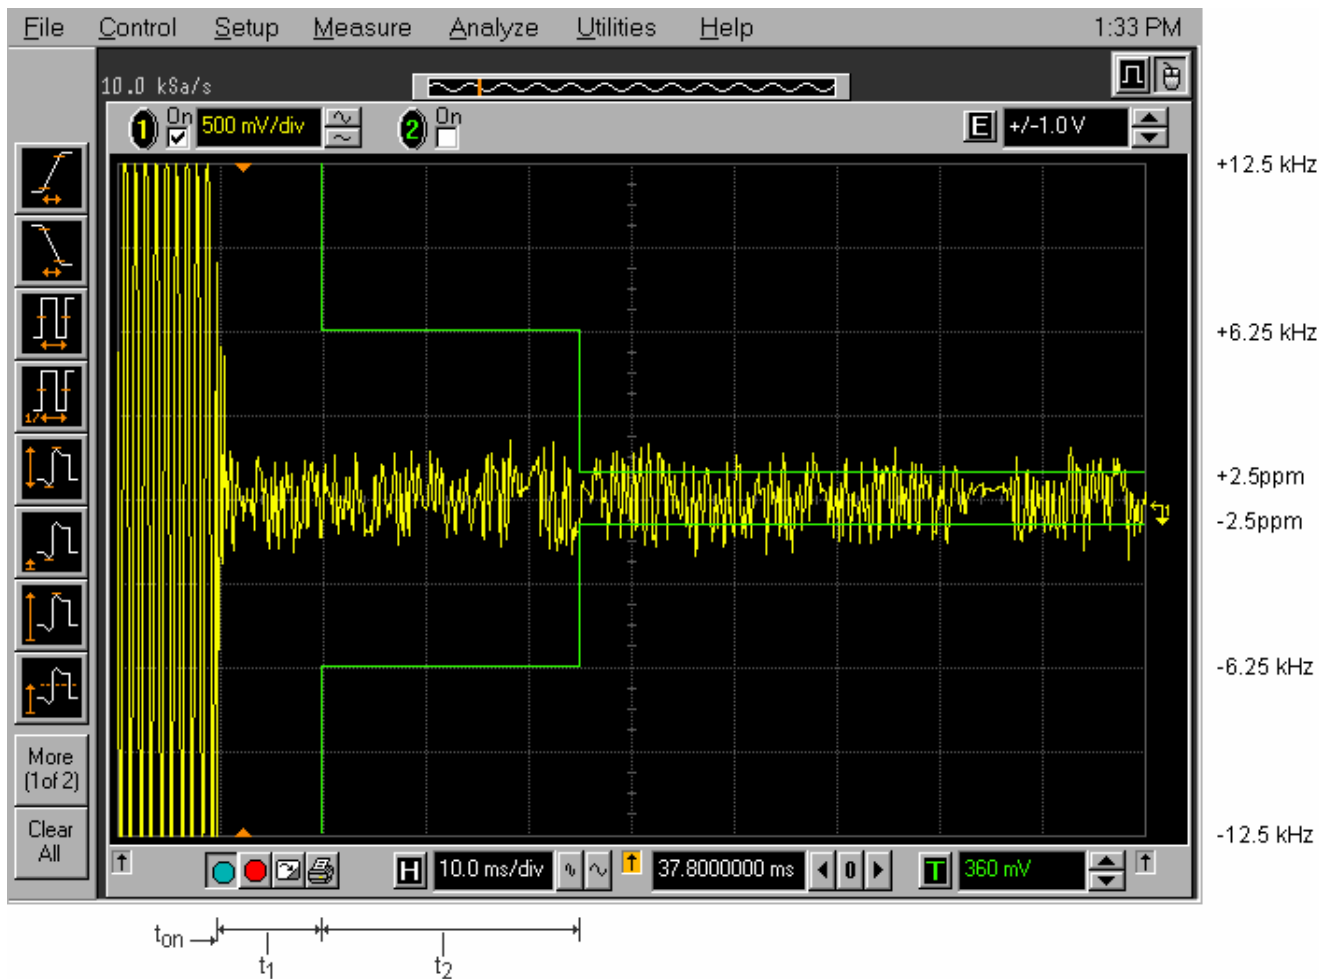 File Control Setup Measure Analyze Utilities Help 1:33 PM
10.0 kSa/s
1 On 500 mV/div 2 On E +/-1.0 V
+12.5 kHz
+6.25 kHz
+2.5ppm
-2.5ppm
-6.25 kHz
-12.5 kHz
1/
More
(1of 2)
Clear
All
H 10.0 ms/div 37.8000000 ms 0 T 360 mV
ton
t1 t2